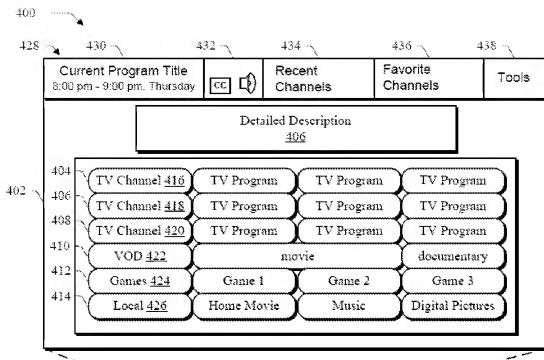 400
428 430 432 434 436 438
Current Program Title
8:00 pm - 9:00 pm. Thursday
CC
Recent Channels
Favorite Channels
Tools
Detailed Description
406
402
404 TV Channel 416 TV Program TV Program TV Program
406 TV Channel 418 TV Program TV Program TV Program
408 TV Channel 420 TV Program TV Program TV Program
410 VOD 422 movie documentary
412 Games 424 Game 1 Game 2 Game 3
414 Local 426 Home Movie Music Digital Pictures